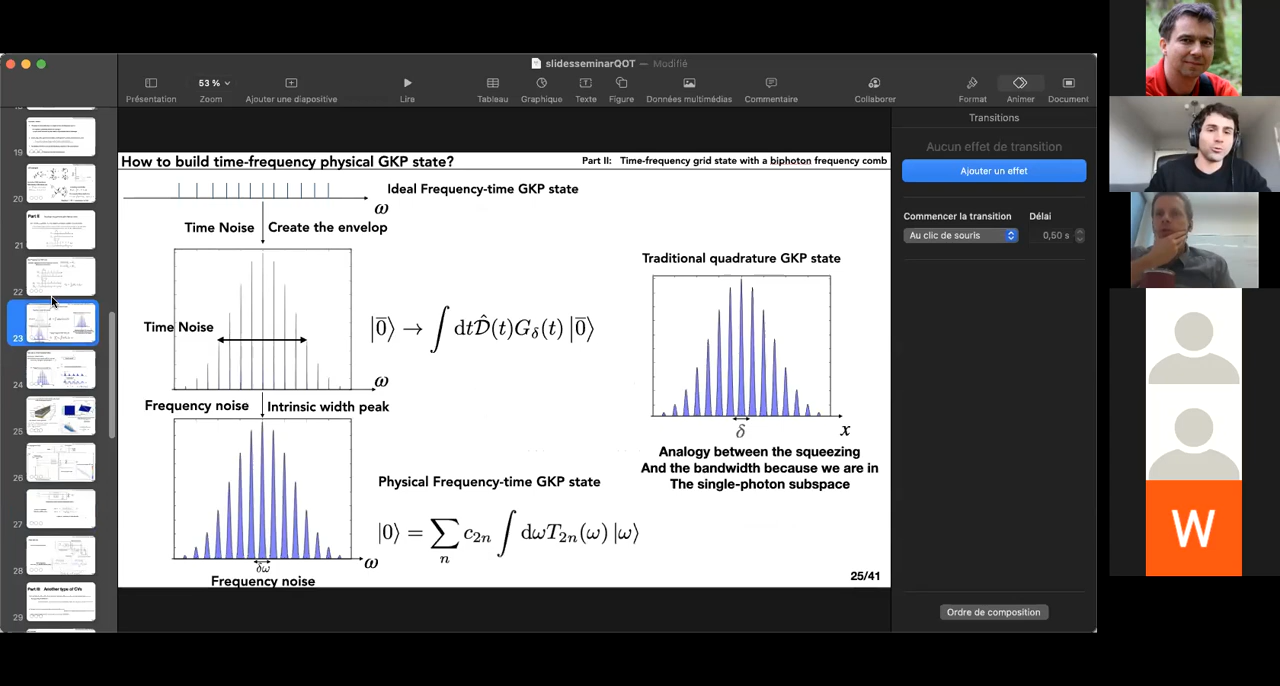 slidesseminarQOT — Modifié
53 %
Présentation Zoom Ajouter une diapositive Lire Tableau Graphique Texte Figure Données multimédias Commentaire Collaborer Format Animer Document
Transitions
Aucun effet de transition
Ajouter un effet
Commencer la transition Délai
Au clic de souris 0,50 s
Ordre de composition
19
20
Part II
21
22
23
24
25
26
27
28
Part III Another type of CVs
29
How to build time-frequency physical GKP state?
Part II: Time-frequency grid state with a biphoton frequency comb
Ideal Frequency-time GKP state
ω
Time Noise Create the envelop
Time Noise
|0̅⟩ → ∫ dt𝒟̂(t)G_δ(t) |0̅⟩
ω
Frequency noise Intrinsic width peak
Physical Frequency-time GKP state
|0⟩ = ∑_n c_{2n} ∫ dωT_{2n}(ω) |ω⟩
δω
ω
Frequency noise
Traditional quadrature GKP state
δ
x
Analogy between the squeezing
And the bandwidth because we are in
The single-photon subspace
25/41
W